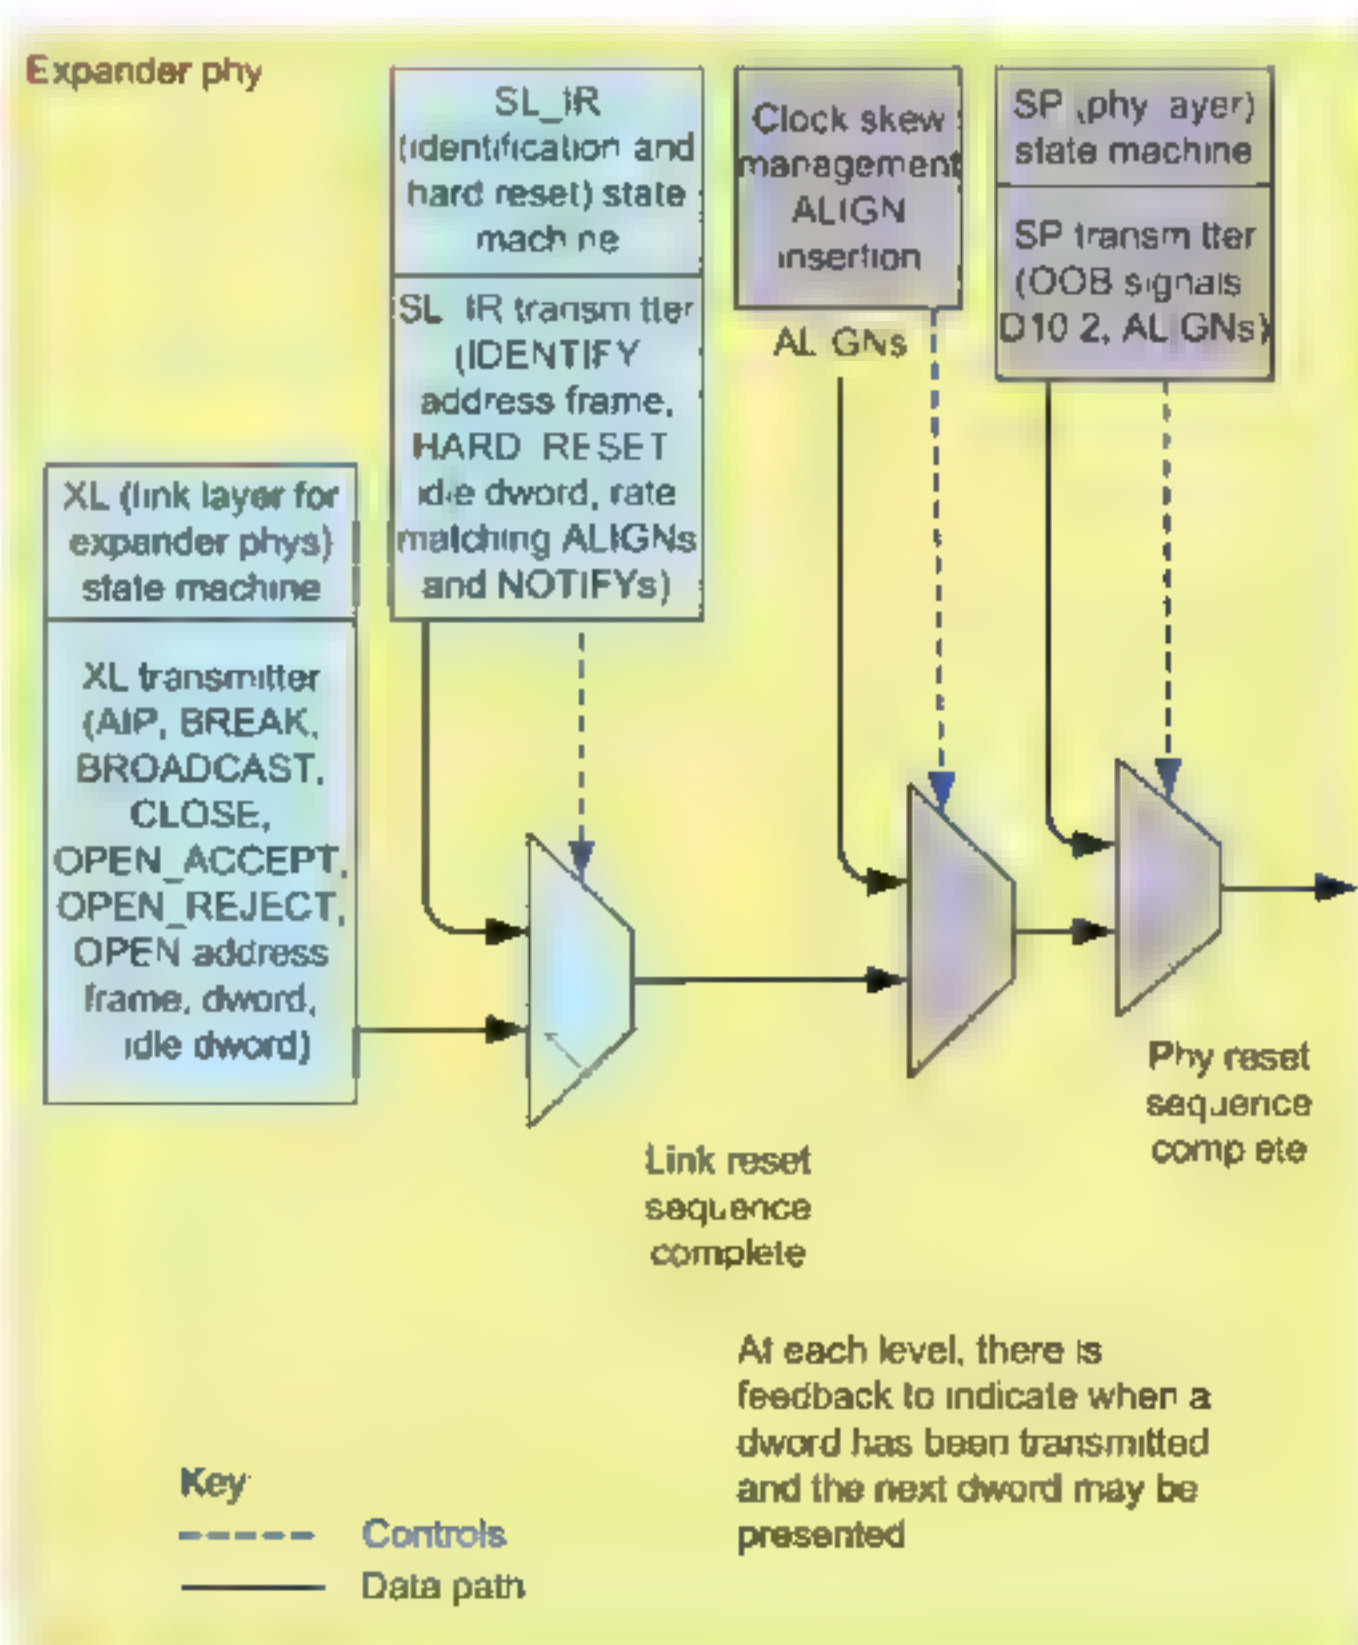 Expander phy
SL_IR
(identification and
hard reset) state
machine
SL_IR transmitter
(IDENTIFY
address frame,
HARD_RESET
idle dword, rate
matching ALIGNs
and NOTIFYs)
Clock skew
management
ALIGN
insertion
ALIGNs
SP (phy layer)
state machine
SP transmitter
(OOB signals
D10.2, ALIGNs)
XL (link layer for
expander phys)
state machine
XL transmitter
(AIP, BREAK,
BROADCAST,
CLOSE,
OPEN_ACCEPT,
OPEN_REJECT,
OPEN address
frame, dword,
idle dword)
Phy reset
sequence
complete
Link reset
sequence
complete
At each level, there is
feedback to indicate when a
dword has been transmitted
and the next dword may be
presented
Key
Controls
Data path